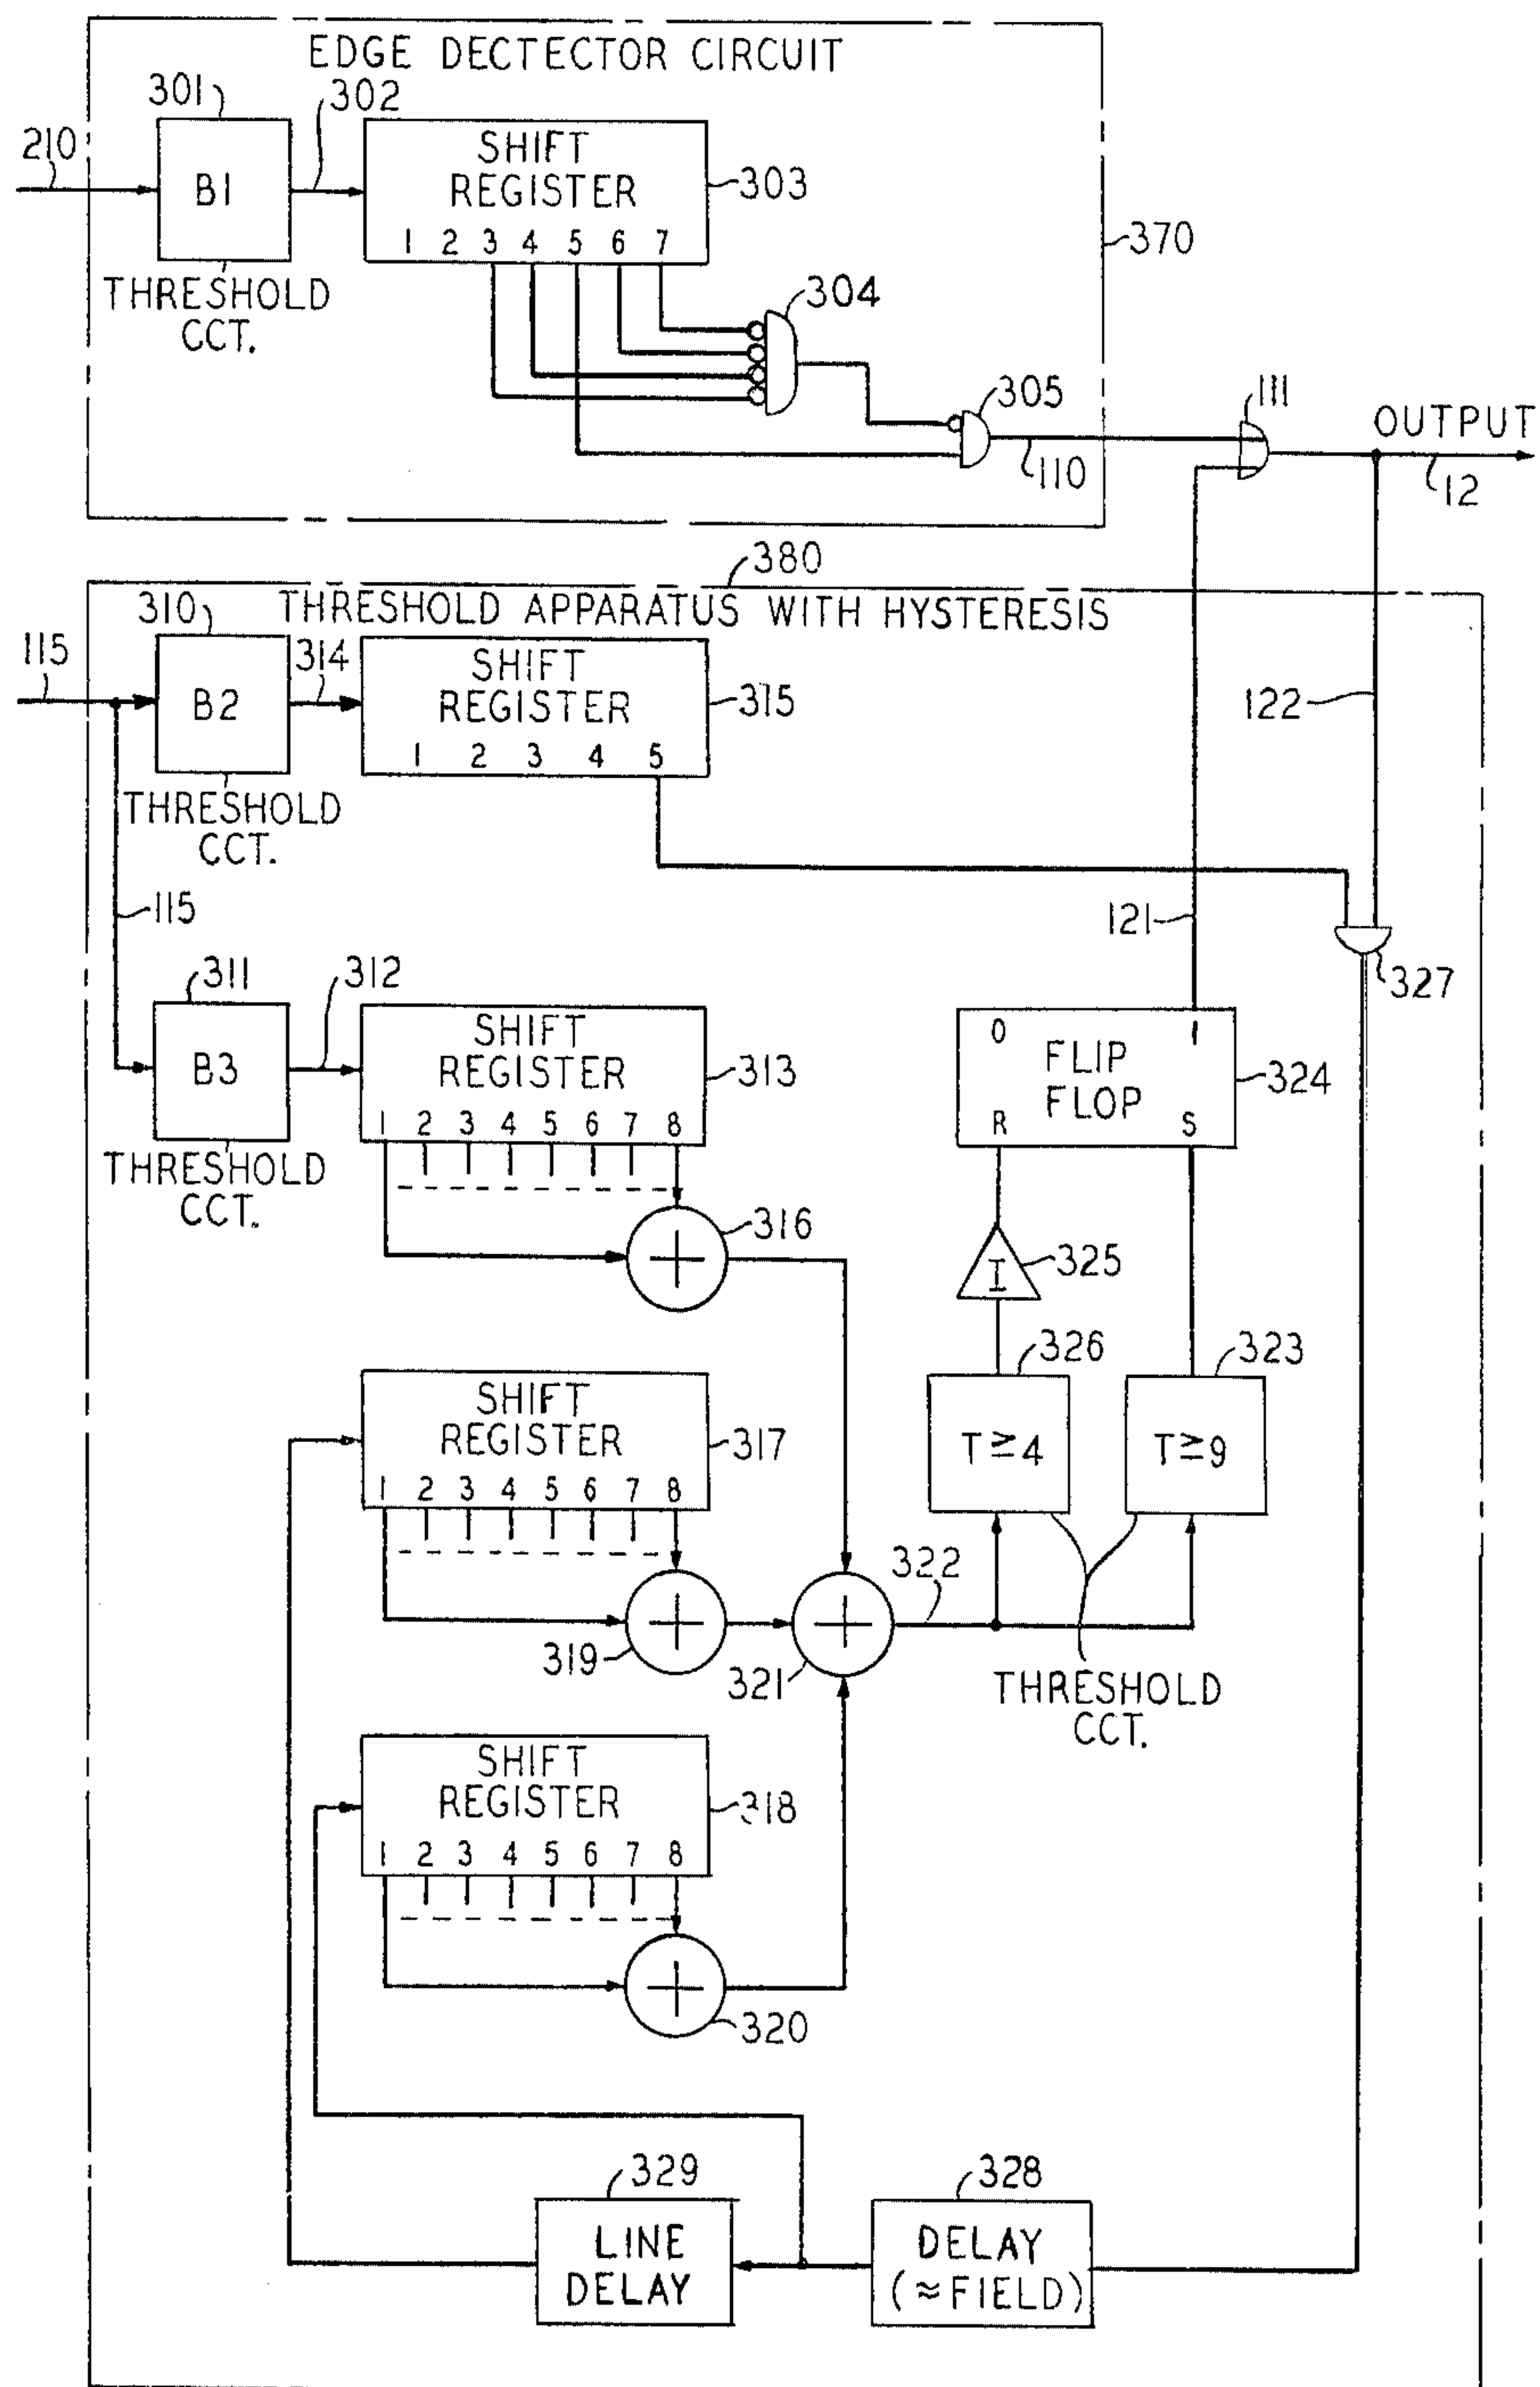 EDGE DECTECTOR CIRCUIT
301
302
210
B1
SHIFT
REGISTER
303
1 2 3 4 5 6 7
370
THRESHOLD
CCT.
304
305
111
OUTPUT
110
12
380
310
THRESHOLD APPARATUS WITH HYSTERESIS
115
314
B2
SHIFT
REGISTER
315
122
1 2 3 4 5
THRESHOLD
CCT.
115
121
327
311
312
B3
SHIFT
REGISTER
313
0 1
FLIP
FLOP
324
1 2 3 4 5 6 7 8
R S
THRESHOLD
CCT.
316
I
325
326
323
SHIFT
REGISTER
317
T≥4
T≥9
1 2 3 4 5 6 7 8
322
319
321
THRESHOLD
CCT.
SHIFT
REGISTER
318
1 2 3 4 5 6 7 8
320
329
328
LINE
DELAY
DELAY
(≈FIELD)